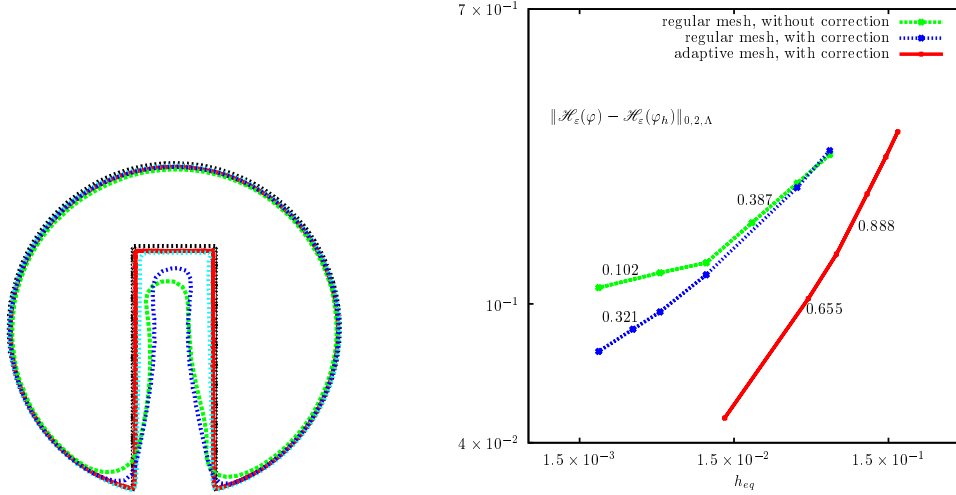 7 × 10⁻¹
regular mesh, without correction
regular mesh, with correction
adaptive mesh, with correction
‖ℋ_ε(φ) − ℋ_ε(φ_h)‖_{0,2,Λ}
0.387
0.888
0.102
10⁻¹
0.321
0.655
4 × 10⁻²
1.5 × 10⁻³ 1.5 × 10⁻² 1.5 × 10⁻¹
h_{eq}